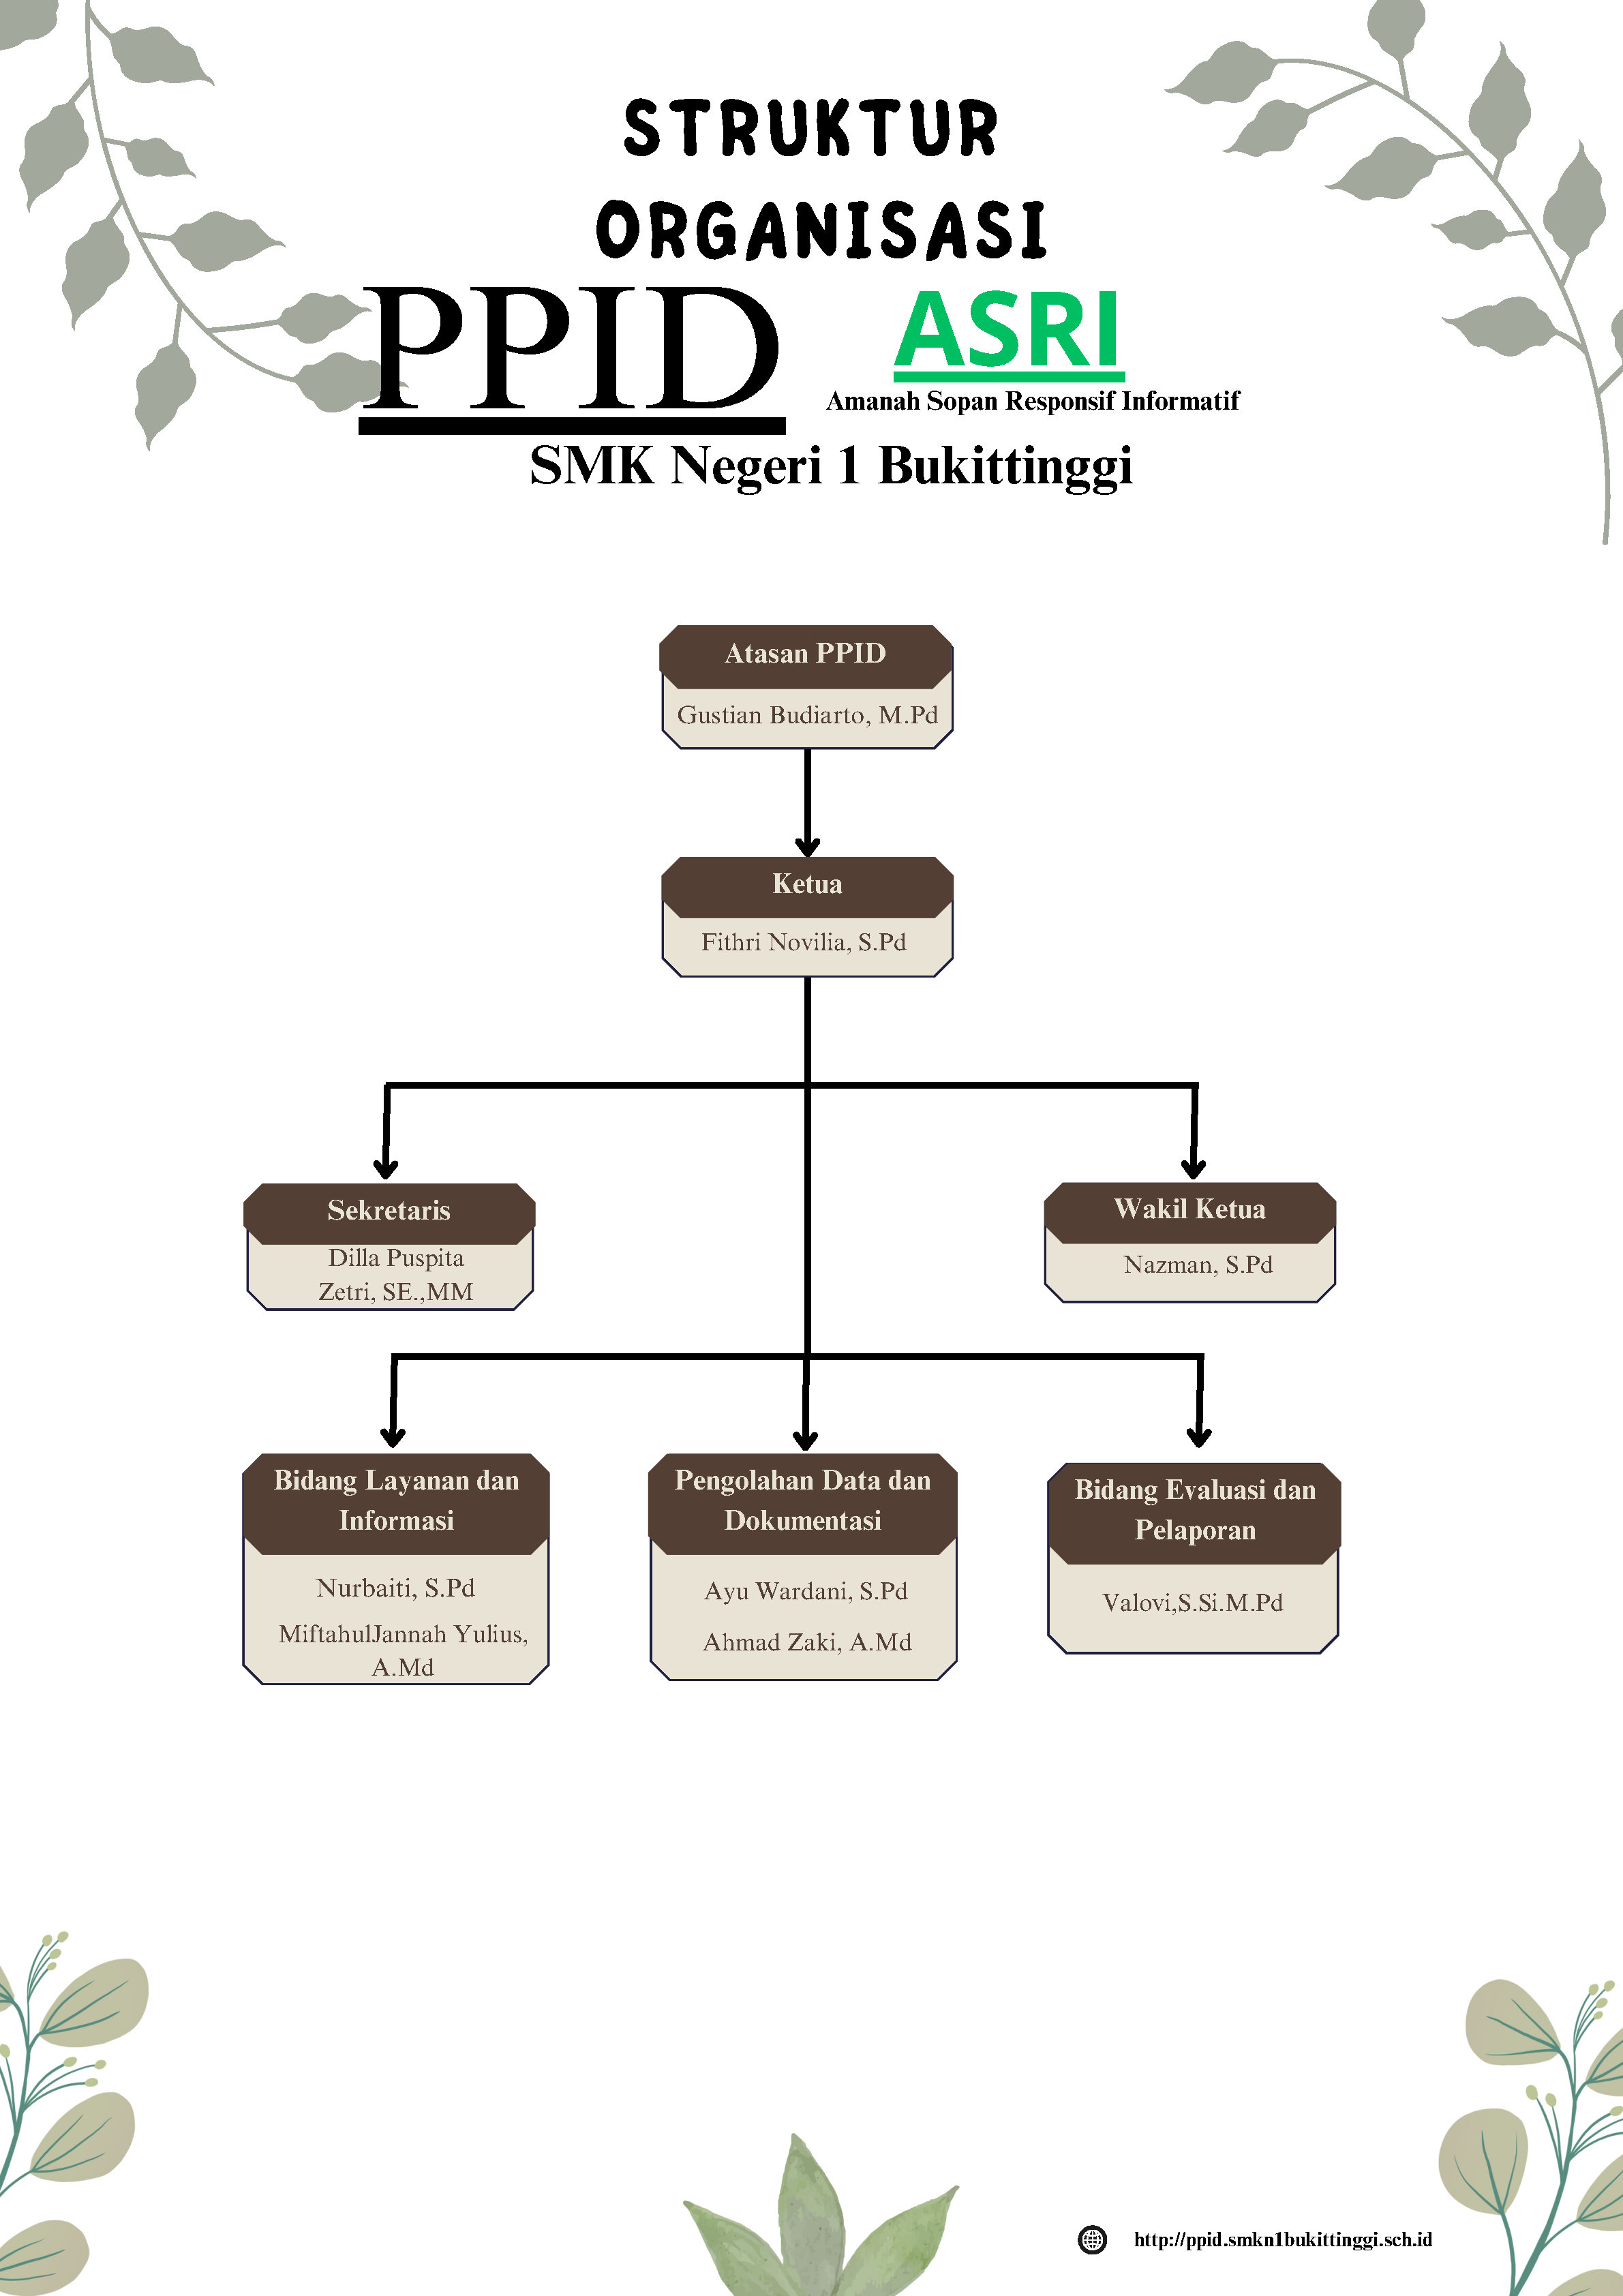 STRUKTUR
ORGANISASI
PPID
ASRI
Amanah Sopan Responsif Informatif
SMK Negeri 1 Bukittinggi
Atasan PPID
Gustian Budiarto, M.Pd
Ketua
Fithri Novilia, S.Pd
Sekretaris
Dilla Puspita
Zetri, SE.,MM
Wakil Ketua
Nazman, S.Pd
Bidang Layanan dan
Informasi
Nurbaiti, S.Pd
MiftahulJannah Yulius,
A.Md
Pengolahan Data dan
Dokumentasi
Ayu Wardani, S.Pd
Ahmad Zaki, A.Md
Bidang Evaluasi dan
Pelaporan
Valovi,S.Si.M.Pd
http://ppid.smkn1bukittinggi.sch.id